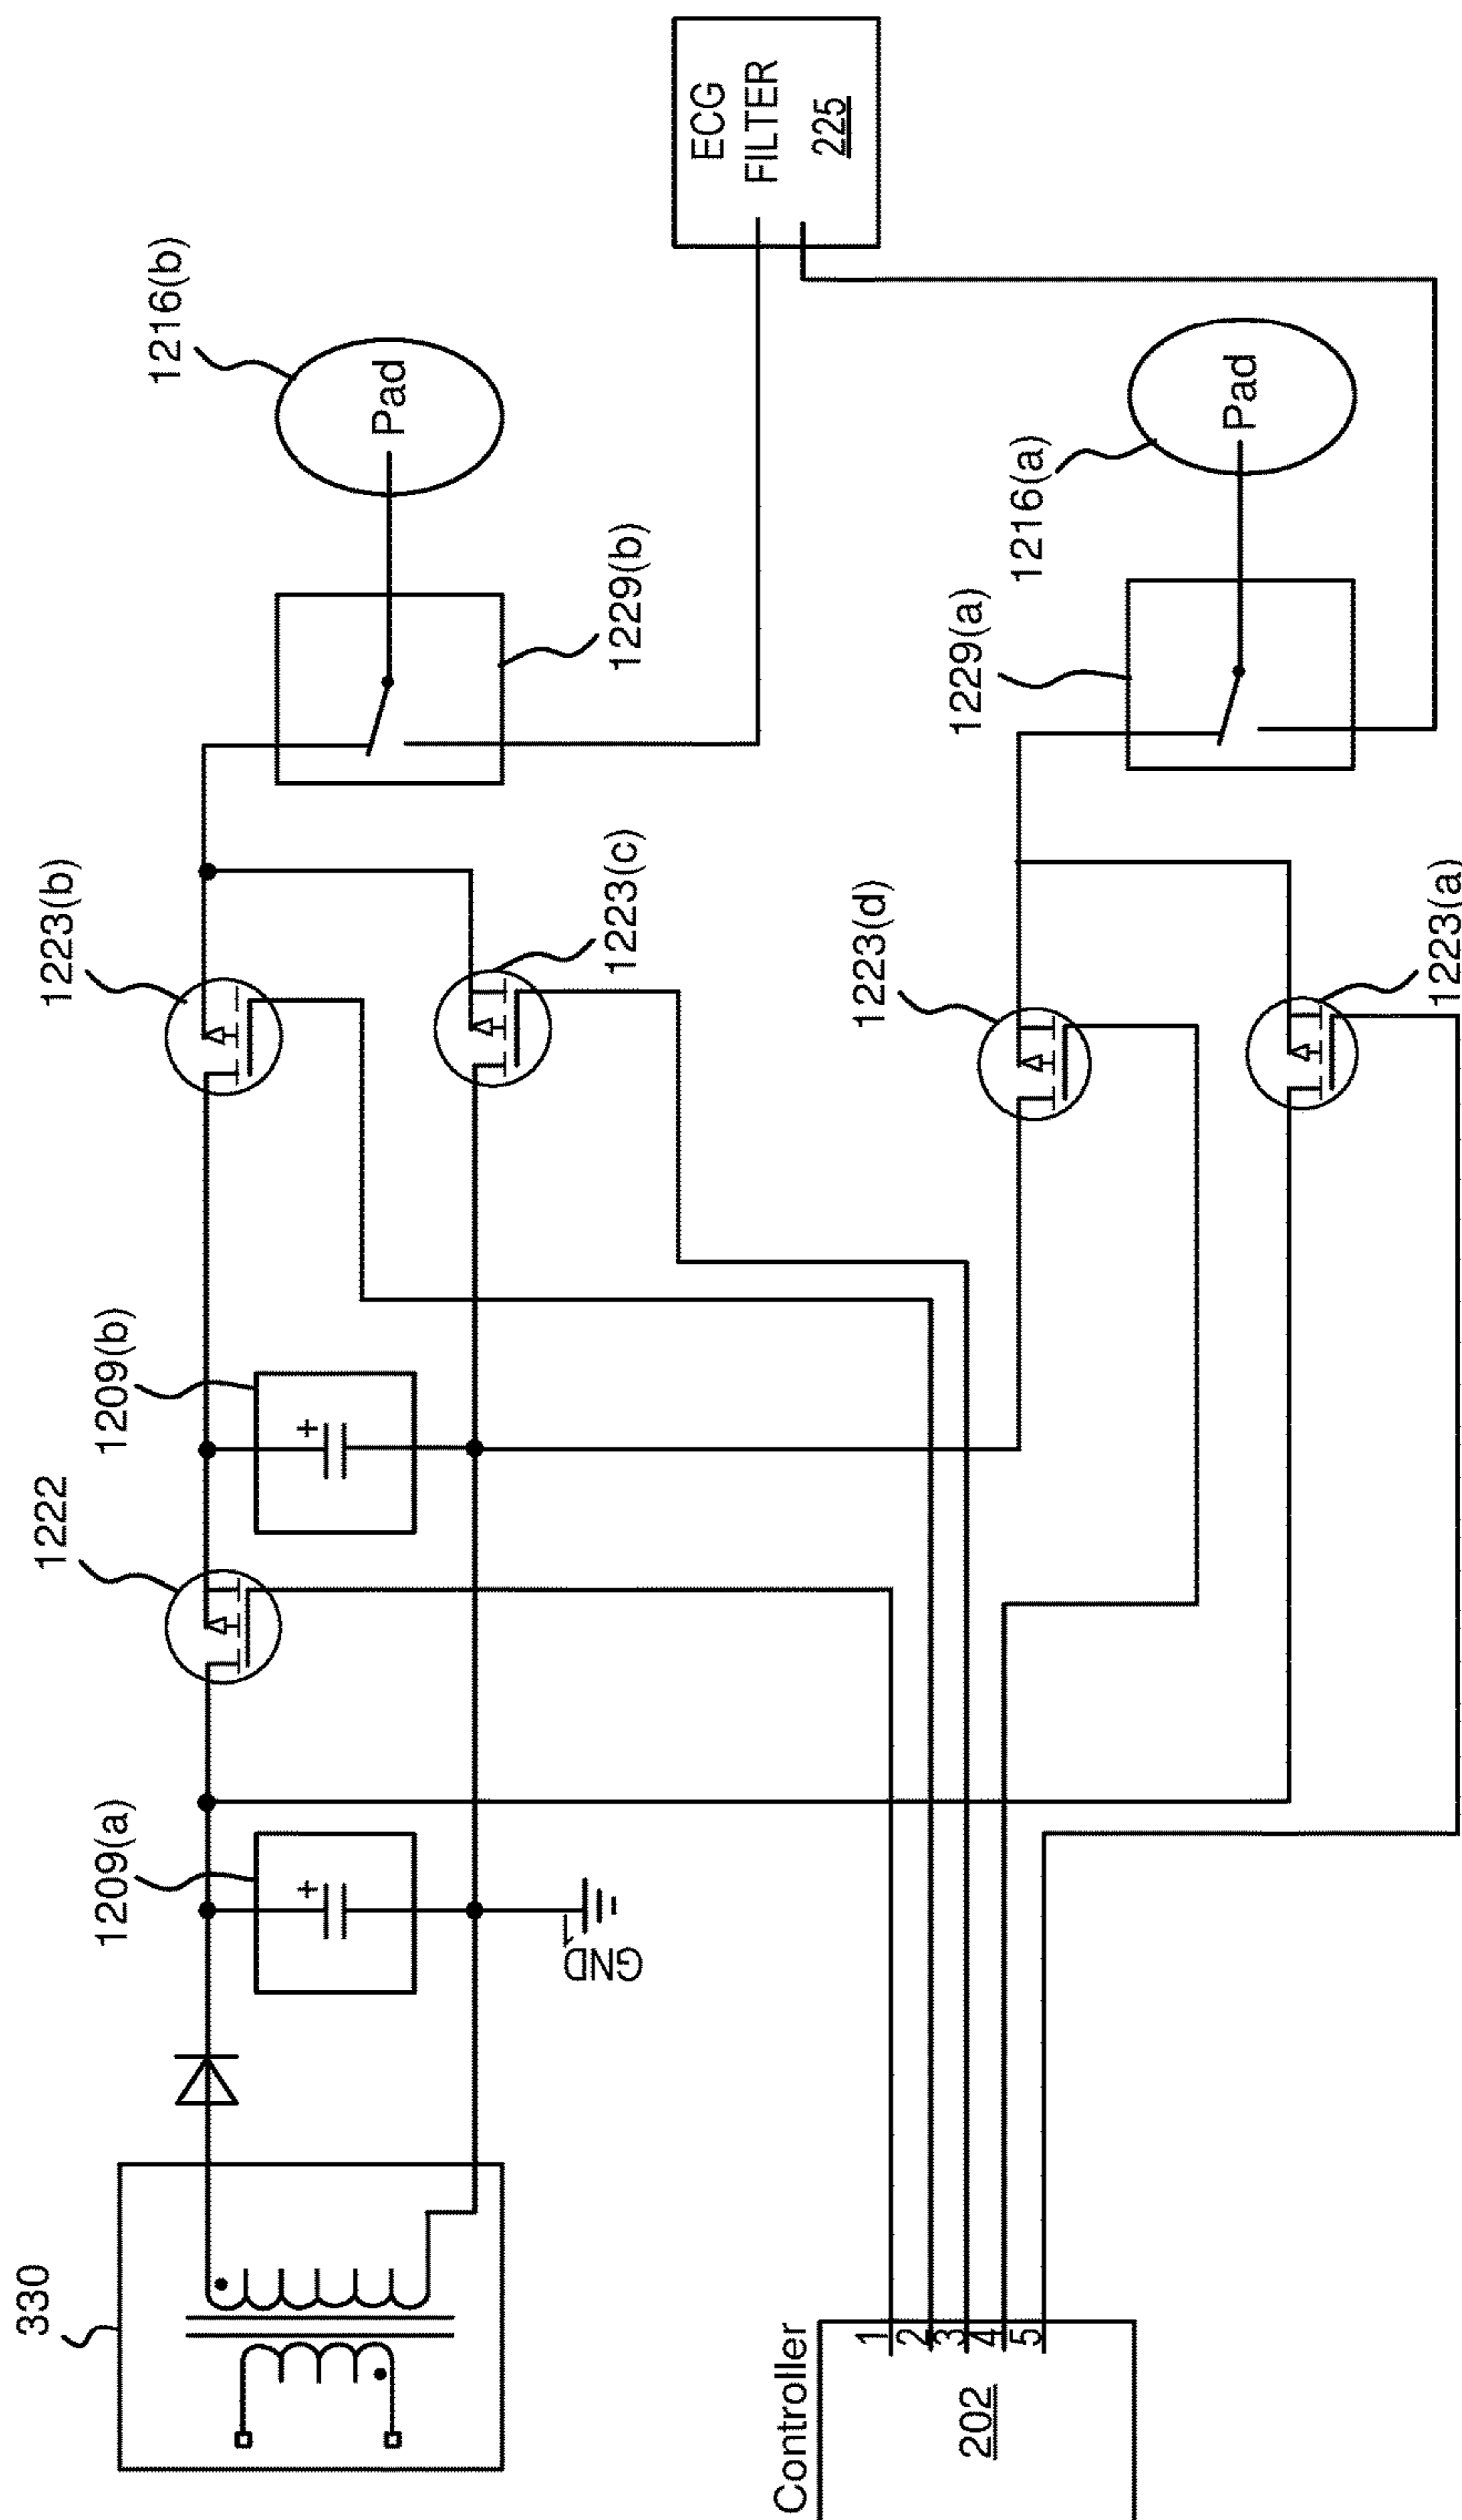 330
1209(a)
1222
1209(b)
1223(b)
1216(b)
+
+
Pad
GND
1
1229(b)
1223(c)
ECG
FILTER
225
Controller
1
2
3
4
5
202
1223(d)
1229(a)
1216(a)
Pad
1223(a)